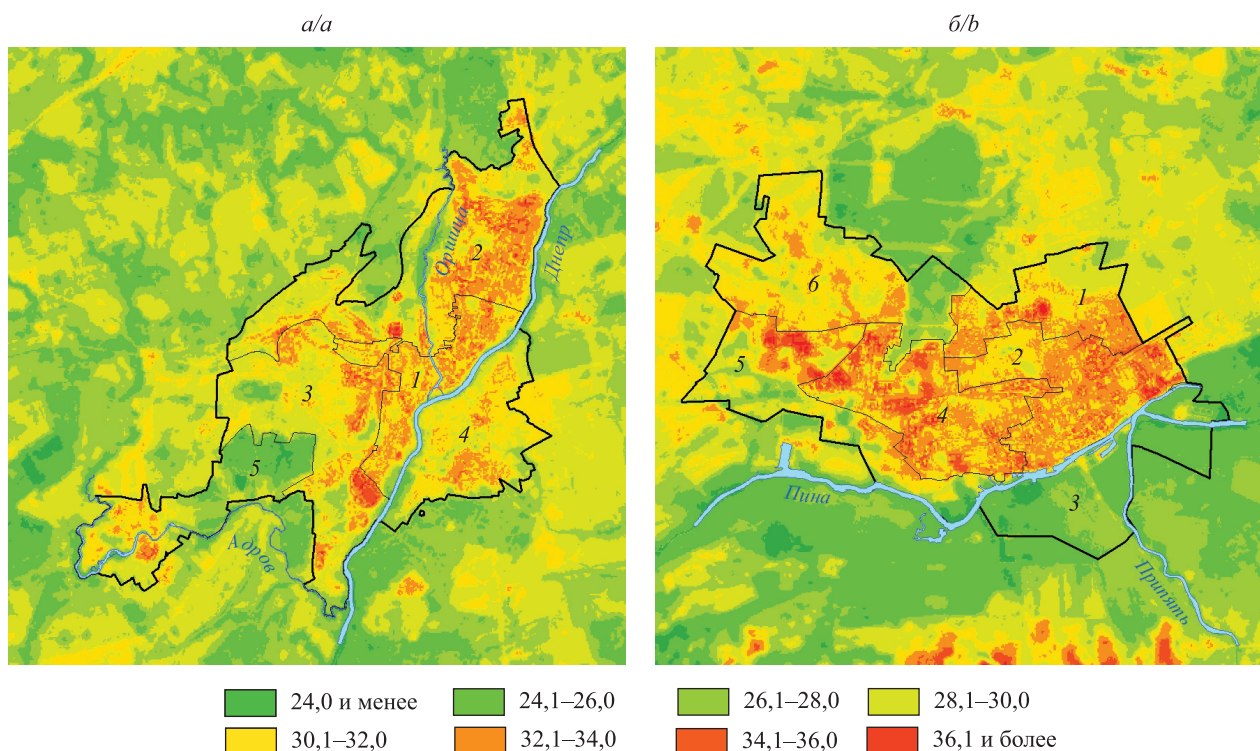 а/a
б/b
Оршица
Днепр
2
1
3
4
5
Адров
6
1
5
2
4
Пина
3
Припять
24,0 и менее 24,1–26,0 26,1–28,0 28,1–30,0
30,1–32,0 32,1–34,0 34,1–36,0 36,1 и более